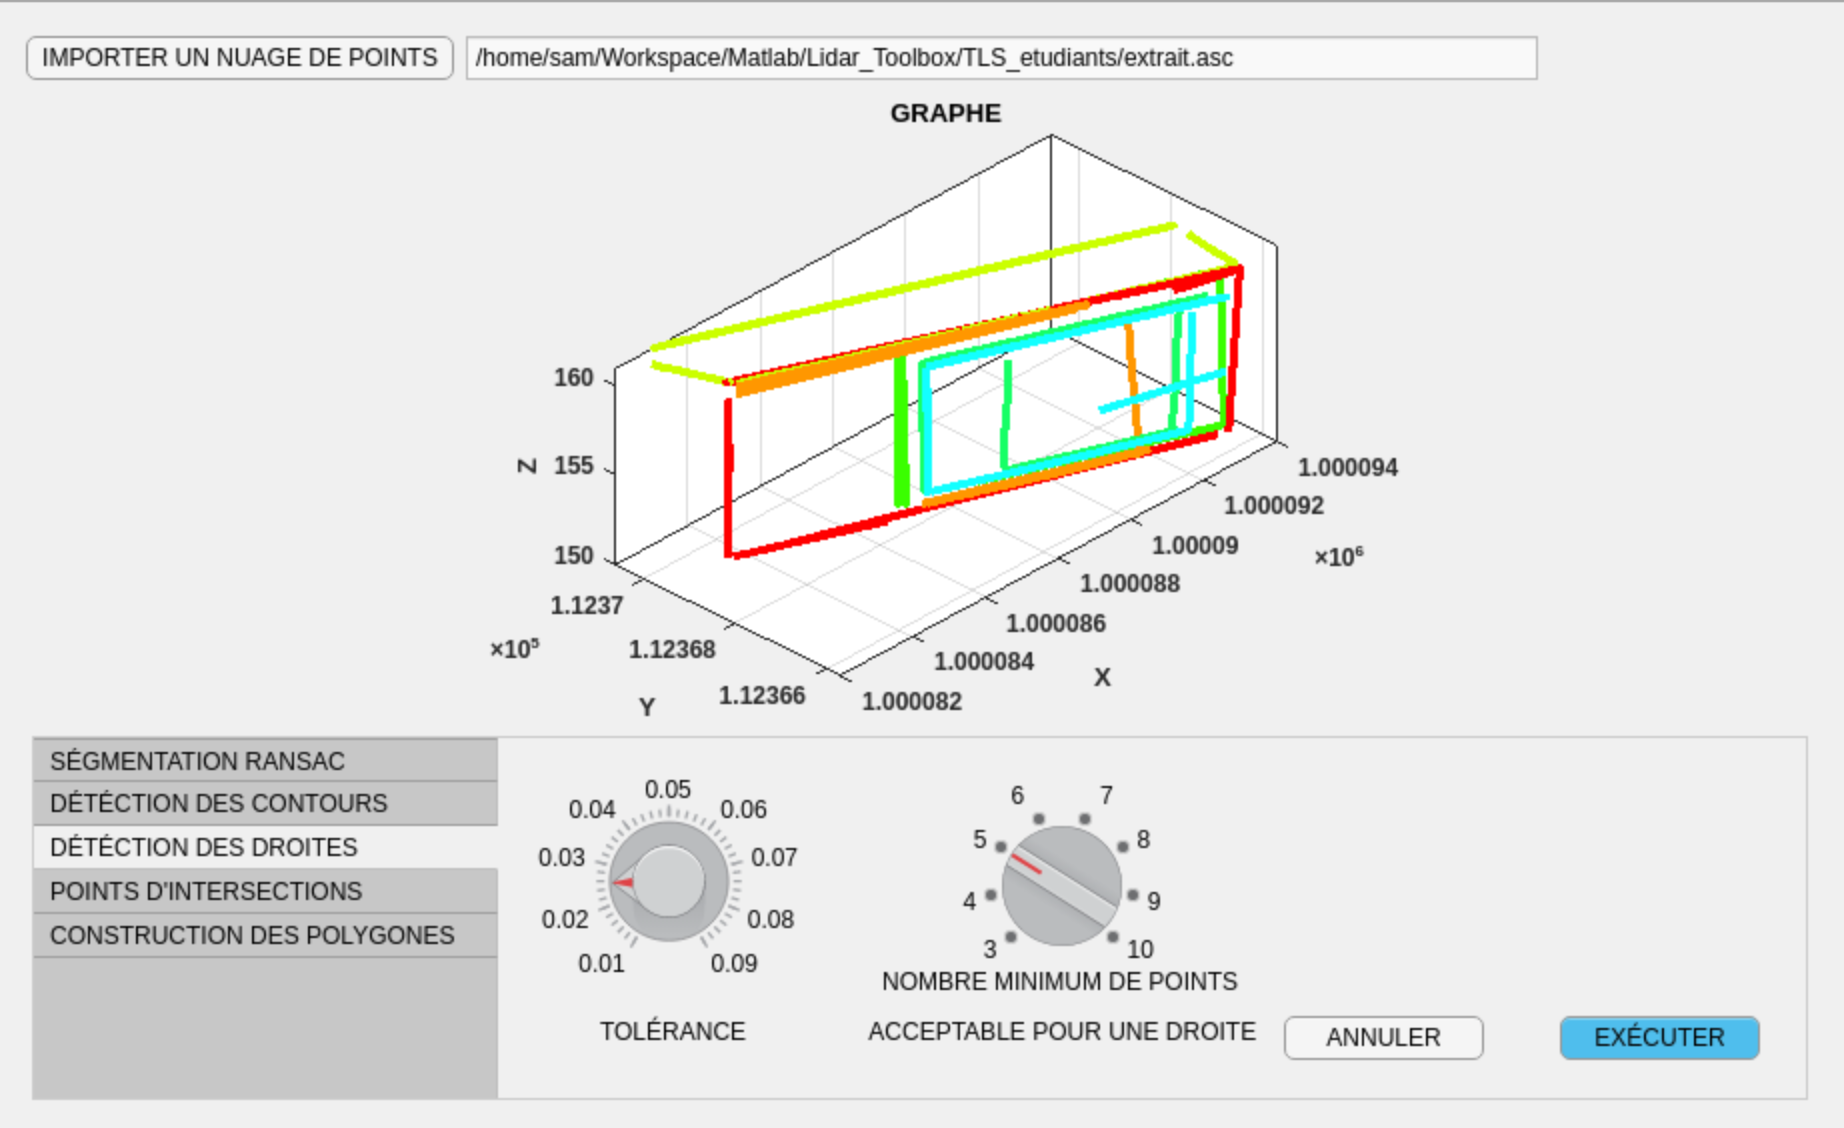 IMPORTER UN NUAGE DE POINTS /home/sam/Workspace/Matlab/Lidar_Toolbox/TLS_etudiants/extrait.asc
GRAPHE
160
155
150
Z
1.1237
1.12368
1.12366
×10⁵
Y
1.000094
1.000092
1.00009
1.000088
1.000086
1.000084
1.000082
×10⁶
X
SÉGMENTATION RANSAC
DÉTÉCTION DES CONTOURS
DÉTÉCTION DES DROITES
POINTS D'INTERSECTIONS
CONSTRUCTION DES POLYGONES
0.01
0.02
0.03
0.04
0.05
0.06
0.07
0.08
0.09
TOLÉRANCE
3
4
5
6
7
8
9
10
NOMBRE MINIMUM DE POINTS
ACCEPTABLE POUR UNE DROITE
ANNULER
EXÉCUTER